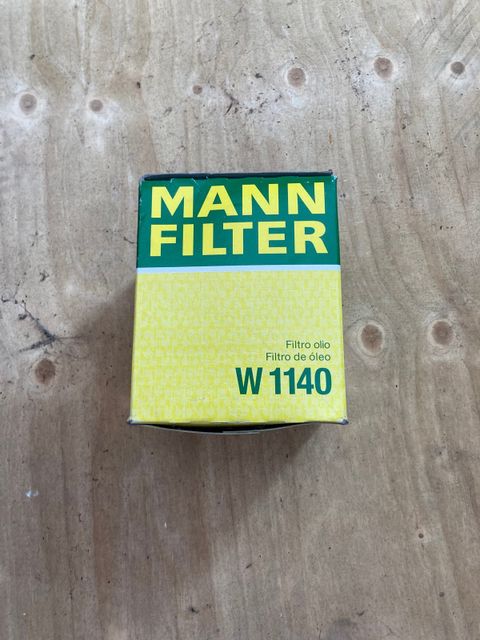 MANN
FILTER
Filtro olio
Filtro de óleo
W 1140